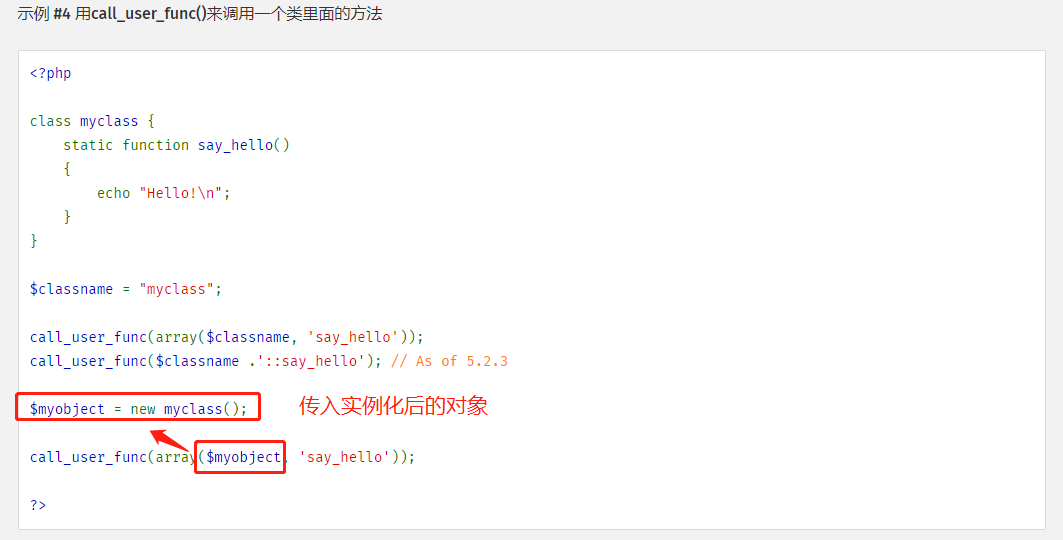 示例 #4 用call_user_func()来调用一个类里面的方法
<?php
class myclass {
    static function say_hello()
    {
        echo "Hello!\n";
    }
}
$classname = "myclass";
call_user_func(array($classname, 'say_hello'));
call_user_func($classname .'::say_hello'); // As of 5.2.3
$myobject = new myclass(); 传入实例化后的对象
call_user_func(array($myobject, 'say_hello'));
?>